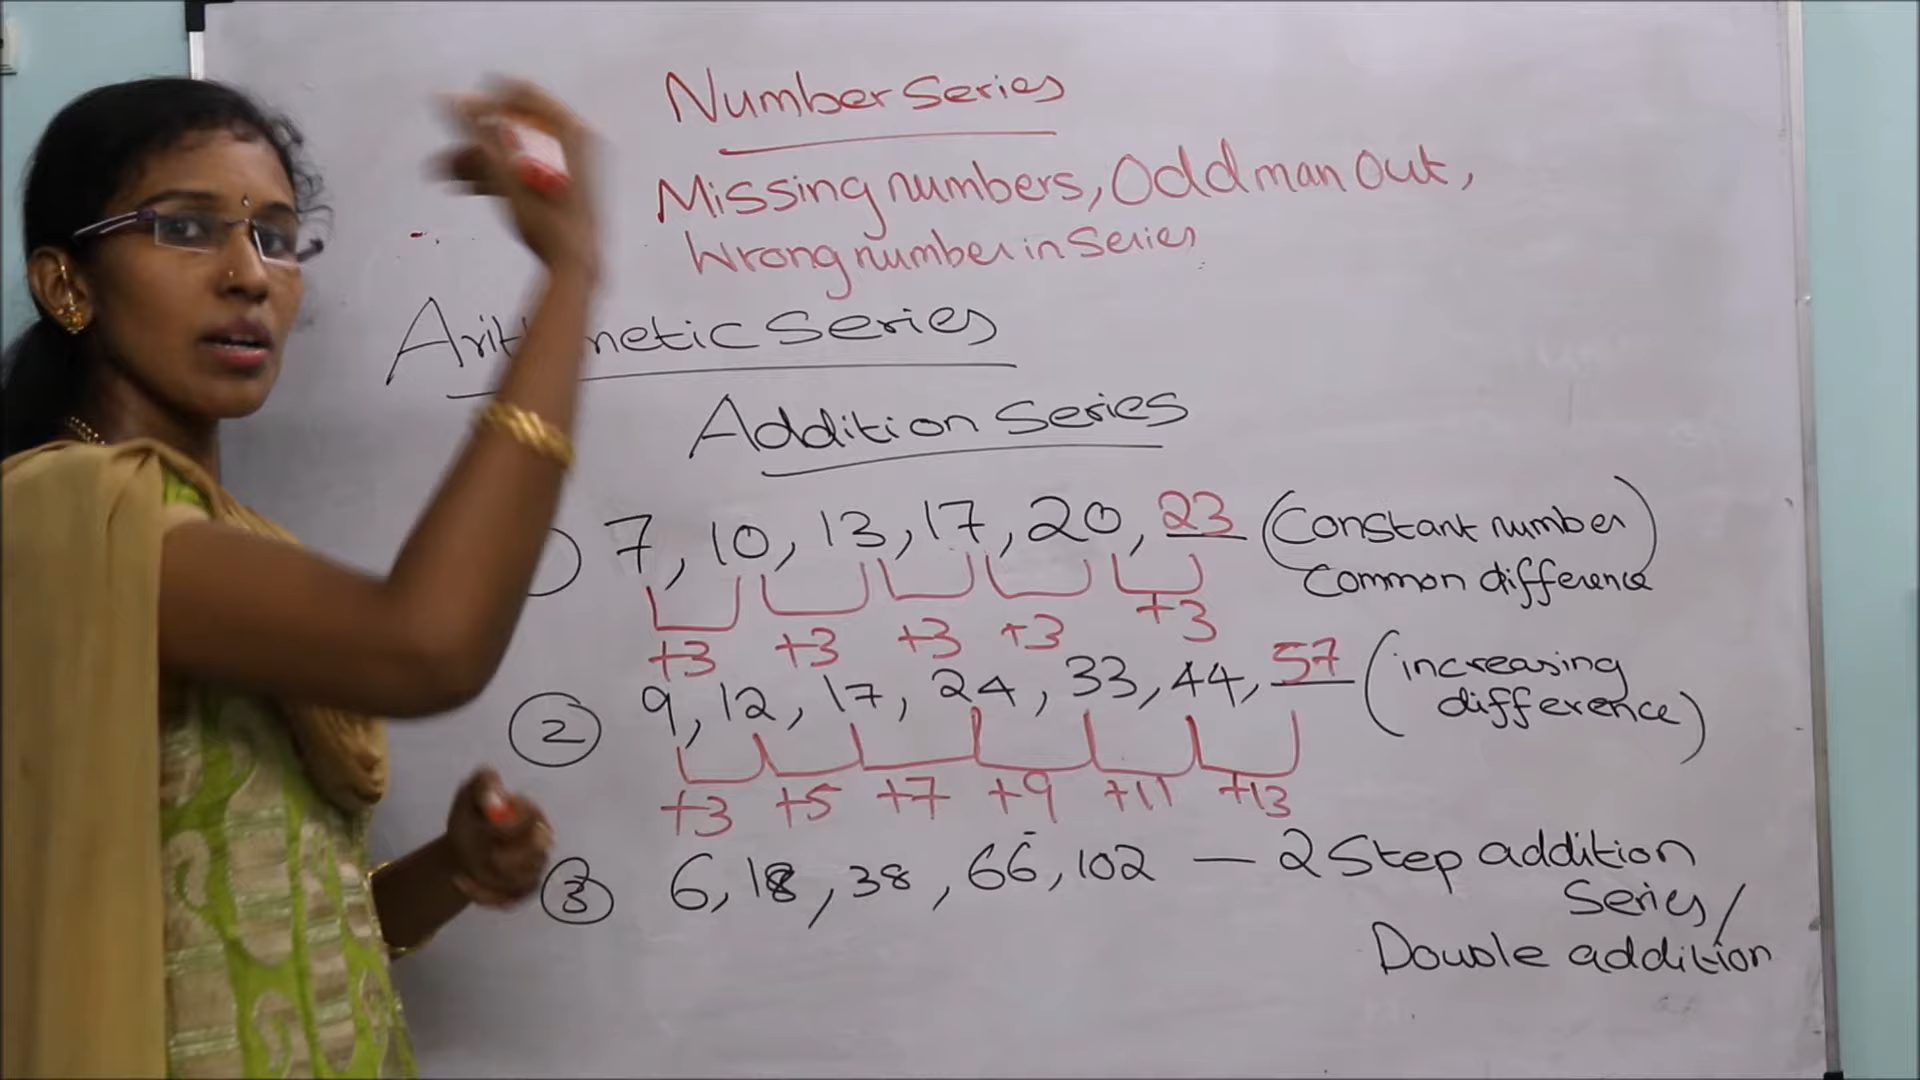 Number Series
Missing numbers, Odd man Out,
Wrong number in Series
Arithmetic Series
Addition Series
7, 10, 13, 17, 20, 23 (Constant number)
Common difference
+3 +3 +3 +3 +3
2 9, 12, 17, 24, 33, 44, 57 (increasing
difference)
+3 +5 +7 +9 +11 +13
3 6, 18, 38, 66, 102 — 2 Step addition
Series/
Double addition